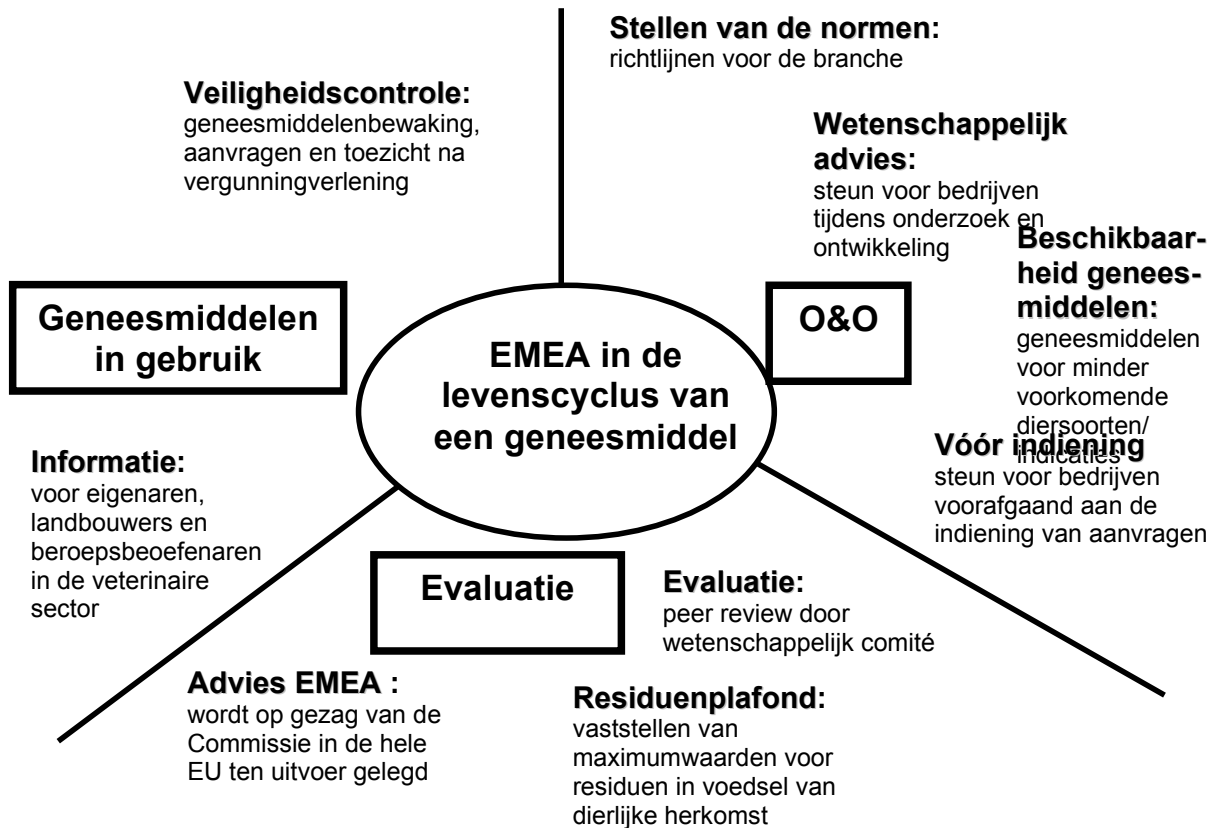 Stellen van de normen:
richtlijnen voor de branche
Veiligheidscontrole:
geneesmiddelenbewaking,
aanvragen en toezicht na
vergunningverlening
Wetenschappelijk
advies:
steun voor bedrijven
tijdens onderzoek en
ontwikkeling
Beschikbaar-
heid genees-
middelen:
geneesmiddelen
voor minder
voorkomende
diersoorten/
indicaties
Geneesmiddelen
in gebruik
O&O
EMEA in de
levenscyclus van
een geneesmiddel
Vóór indiening
steun voor bedrijven
voorafgaand aan de
indiening van aanvragen
Informatie:
voor eigenaren,
landbouwers en
beroepsbeoefenaren
in de veterinaire
sector
Evaluatie
Evaluatie:
peer review door
wetenschappelijk comité
Advies EMEA :
wordt op gezag van de
Commissie in de hele
EU ten uitvoer gelegd
Residuenplafond:
vaststellen van
maximumwaarden voor
residuen in voedsel van
dierlijke herkomst